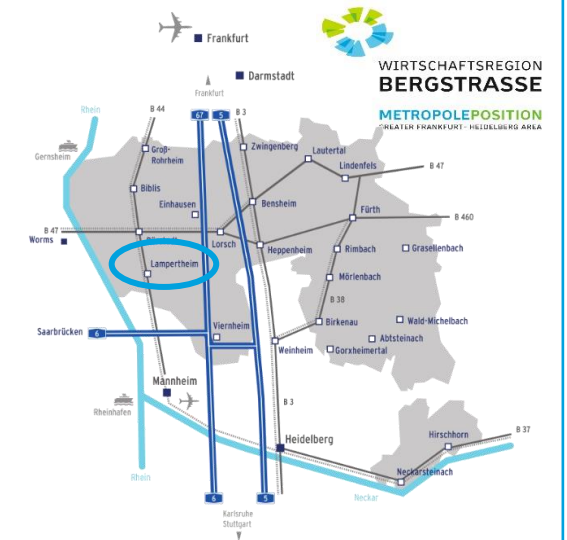 Frankfurt
WIRTSCHAFTSREGION
BERGSTRASSE
METROPOLEPOSITION
GREATER FRANKFURT- HEIDELBERG AREA
Darmstadt
Frankfurt
Rhein
B 44
67
5
B 3
Gernsheim
Groß-
Rohrheim
Zwingenberg
Lautertal
Lindenfels
B 47
Biblis
Einhausen
Bensheim
Fürth
B 460
B 47
Worms
Lorsch
Heppenheim
Rimbach
Graselienbach
Lampertheim
Mörlenbach
B 38
Saarbrücken
6
Viernheim
Birkenau
Wald-Michelbach
Weinheim
Abtsteinach
Gorxheimertal
Mannheim
Rheinhafen
B 3
Heidelberg
Hirschhorn
B 37
Rhein
Neckarsteinach
Neckar
6
5
Karlsruhe
Stuttgart